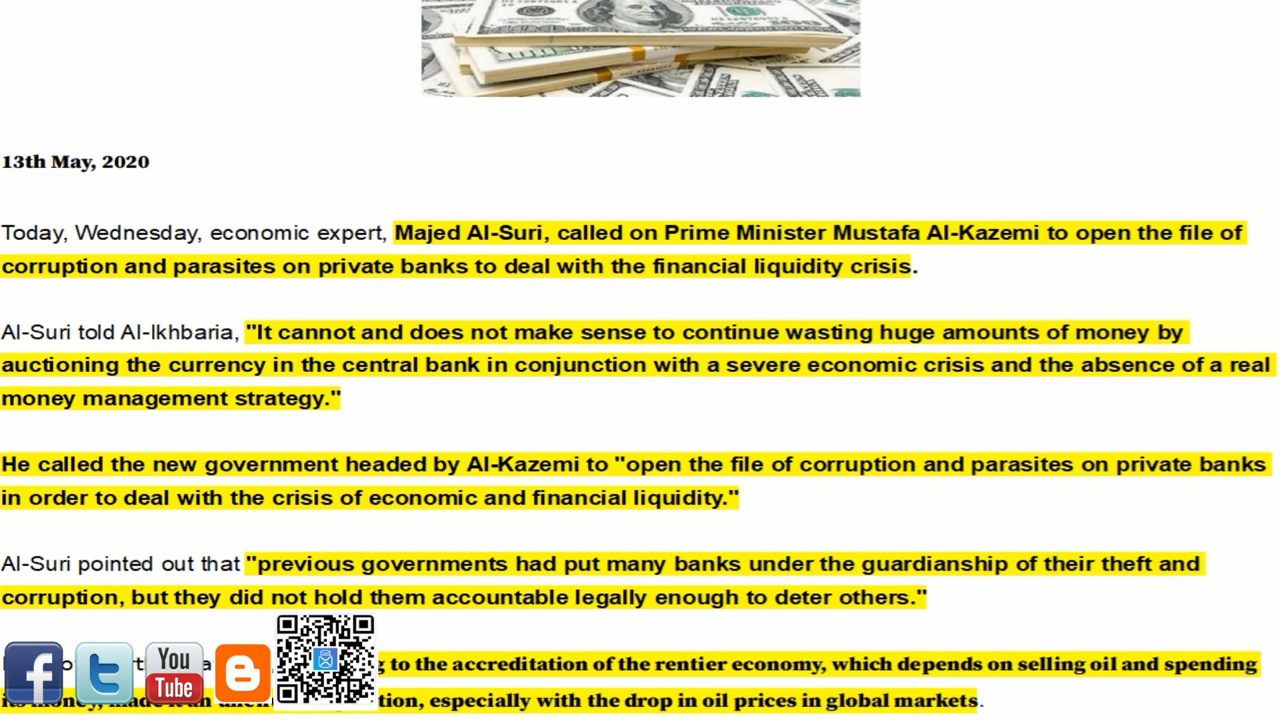 13th May, 2020
Today, Wednesday, economic expert, Majed Al-Suri, called on Prime Minister Mustafa Al-Kazemi to open the file of
corruption and parasites on private banks to deal with the financial liquidity crisis.
Al-Suri told Al-Ikhbaria, "It cannot and does not make sense to continue wasting huge amounts of money by
auctioning the currency in the central bank in conjunction with a severe economic crisis and the absence of a real
money management strategy."
He called the new government headed by Al-Kazemi to "open the file of corruption and parasites on private banks
in order to deal with the crisis of economic and financial liquidity."
Al-Suri pointed out that "previous governments had put many banks under the guardianship of their theft and
corruption, but they did not hold them accountable legally enough to deter others."
to the accreditation of the rentier economy, which depends on selling oil and spending
especially with the drop in oil prices in global markets.
You
Tube